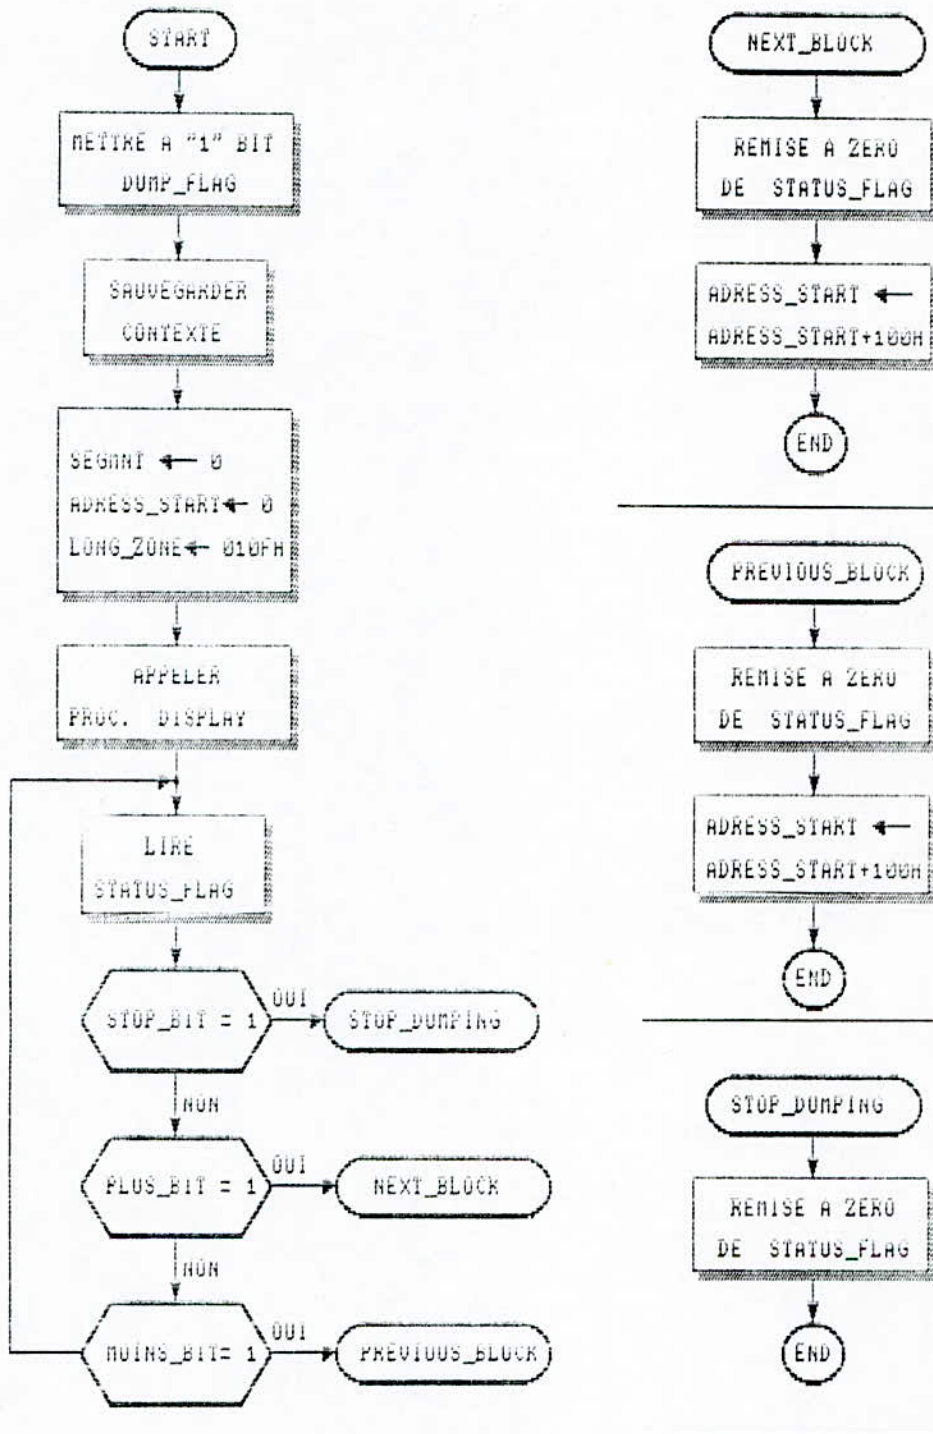 START
METTRE A "1" BIT
DUMP_FLAG
SAUVEGARDER
CONTEXTE
SEGMNT ← 0
ADRESS_START ← 0
LONG_ZONE ← 010FH
APPELER
PROC. DISPLAY
LIRE
STATUS_FLAG
STOP_BIT = 1
OUI
STOP_DUMPING
NON
PLUS_BIT = 1
OUI
NEXT_BLOCK
NON
MOINS_BIT= 1
OUI
PREVIOUS_BLOCK
NEXT_BLOCK
REMISE A ZERO
DE STATUS_FLAG
ADRESS_START ←
ADRESS_START+100H
END
PREVIOUS_BLOCK
REMISE A ZERO
DE STATUS_FLAG
ADRESS_START ←
ADRESS_START+100H
END
STOP_DUMPING
REMISE A ZERO
DE STATUS_FLAG
END